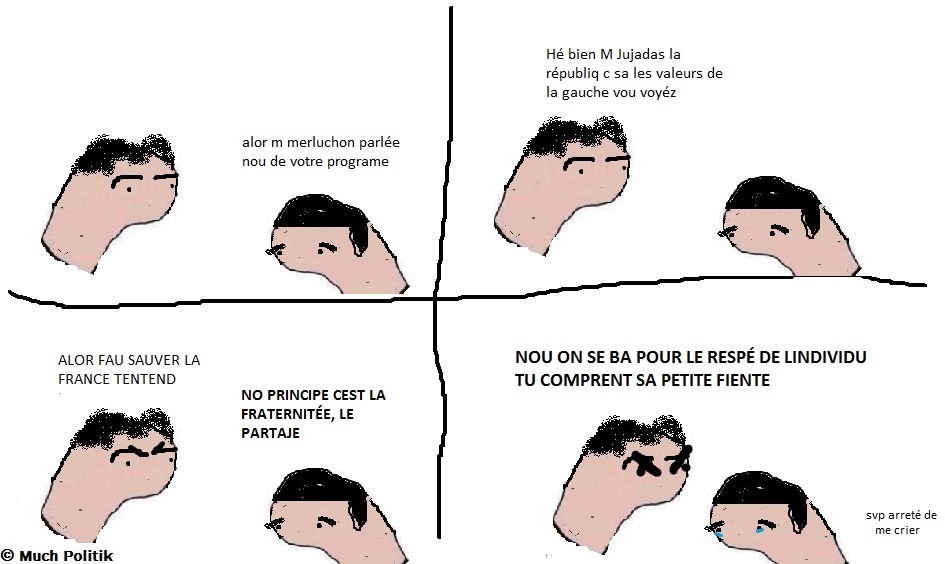 alor m merluchon parlée
nou de votre programe
Hé bien M Jujadas la
républiq c sa les valeurs de
la gauche vou voyéz
ALOR FAU SAUVER LA
FRANCE TENTEND
NO PRINCIPE CEST LA
FRATERNITÉE, LE
PARTAJE
NOU ON SE BA POUR LE RESPÉ DE LINDIVIDU
TU COMPRENT SA PETITE FIENTE
svp arreté de
me crier
© Much Politik